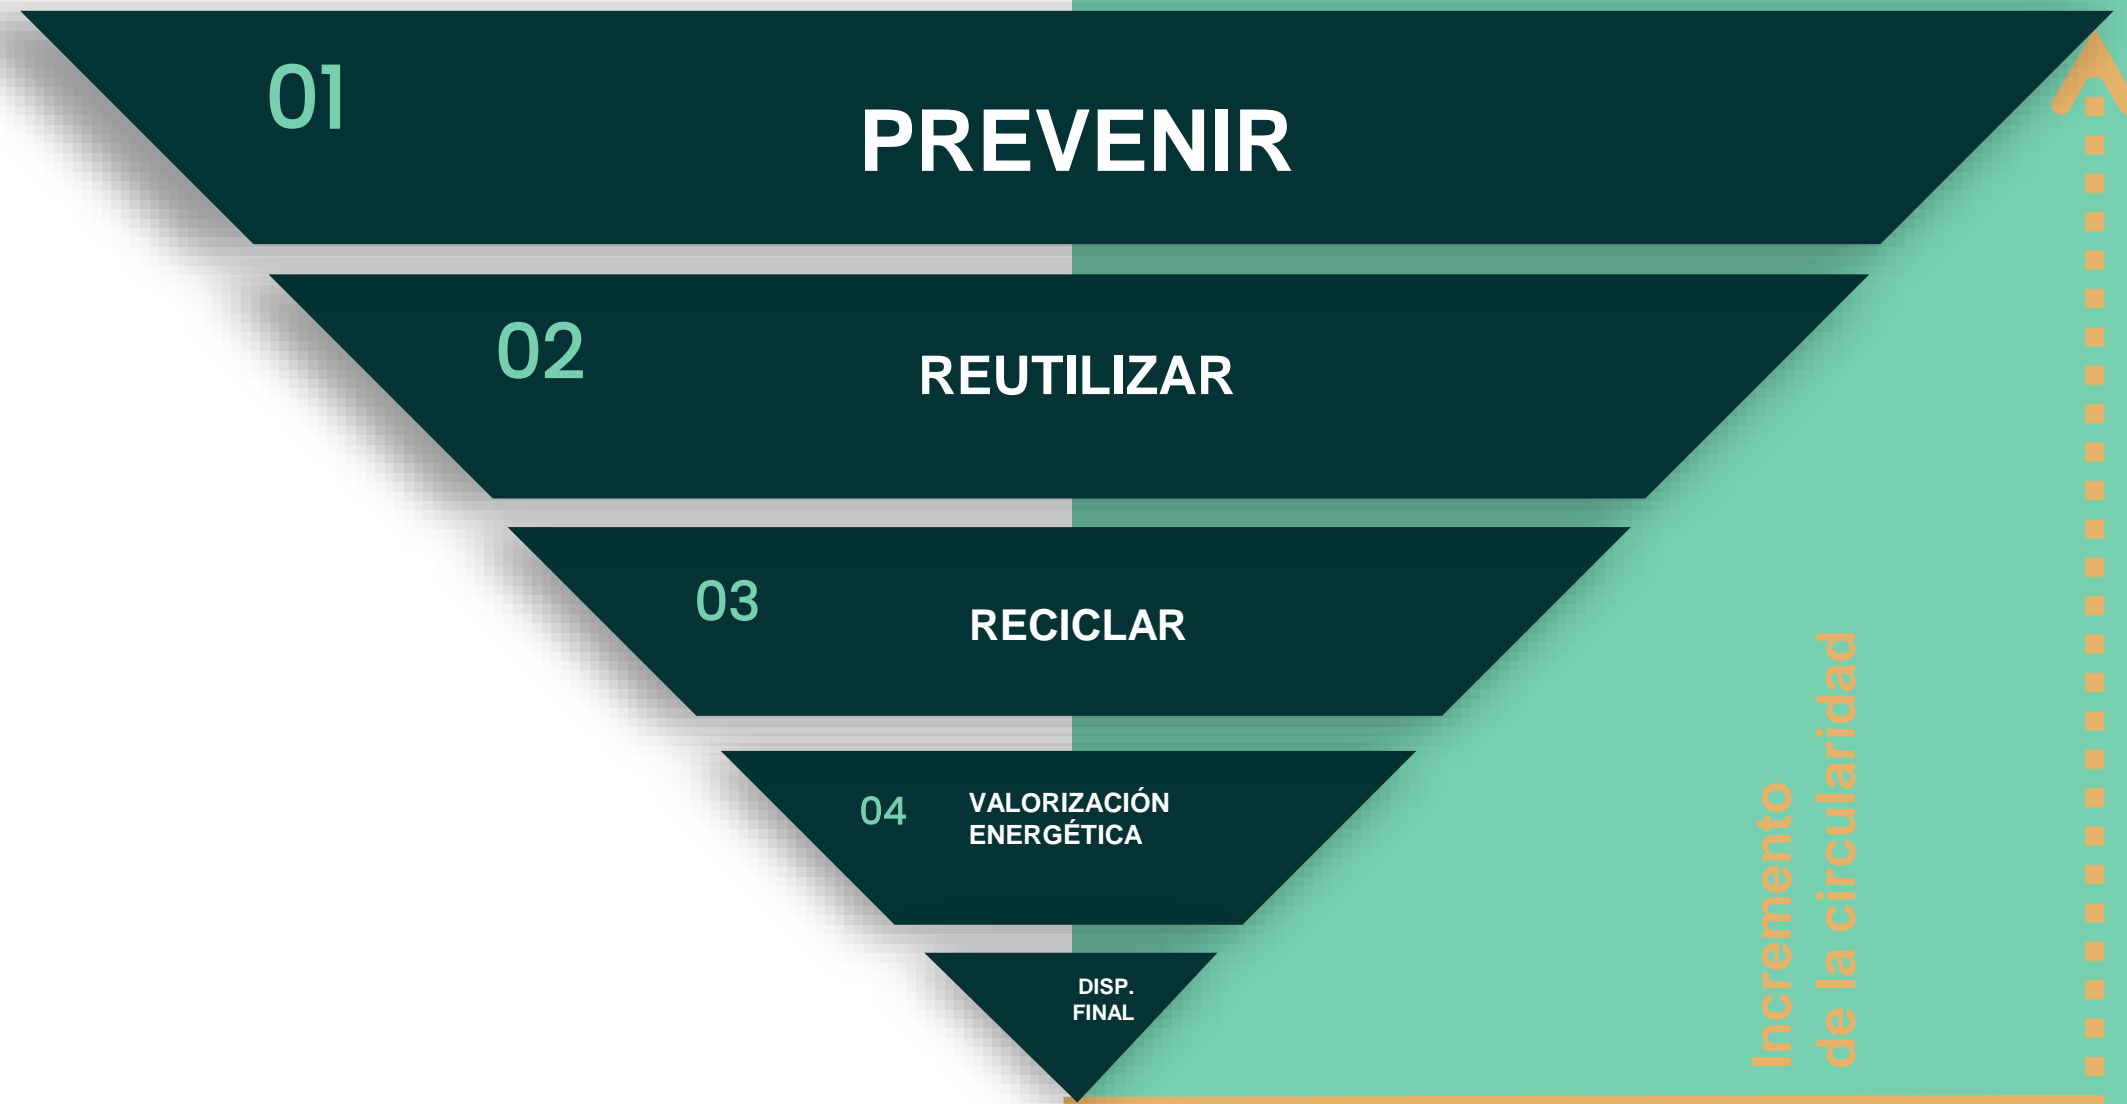 01
PREVENIR
02
REUTILIZAR
03
RECICLAR
04
VALORIZACIÓN
ENERGÉTICA
DISP.
FINAL
Incremento
de la circularidad